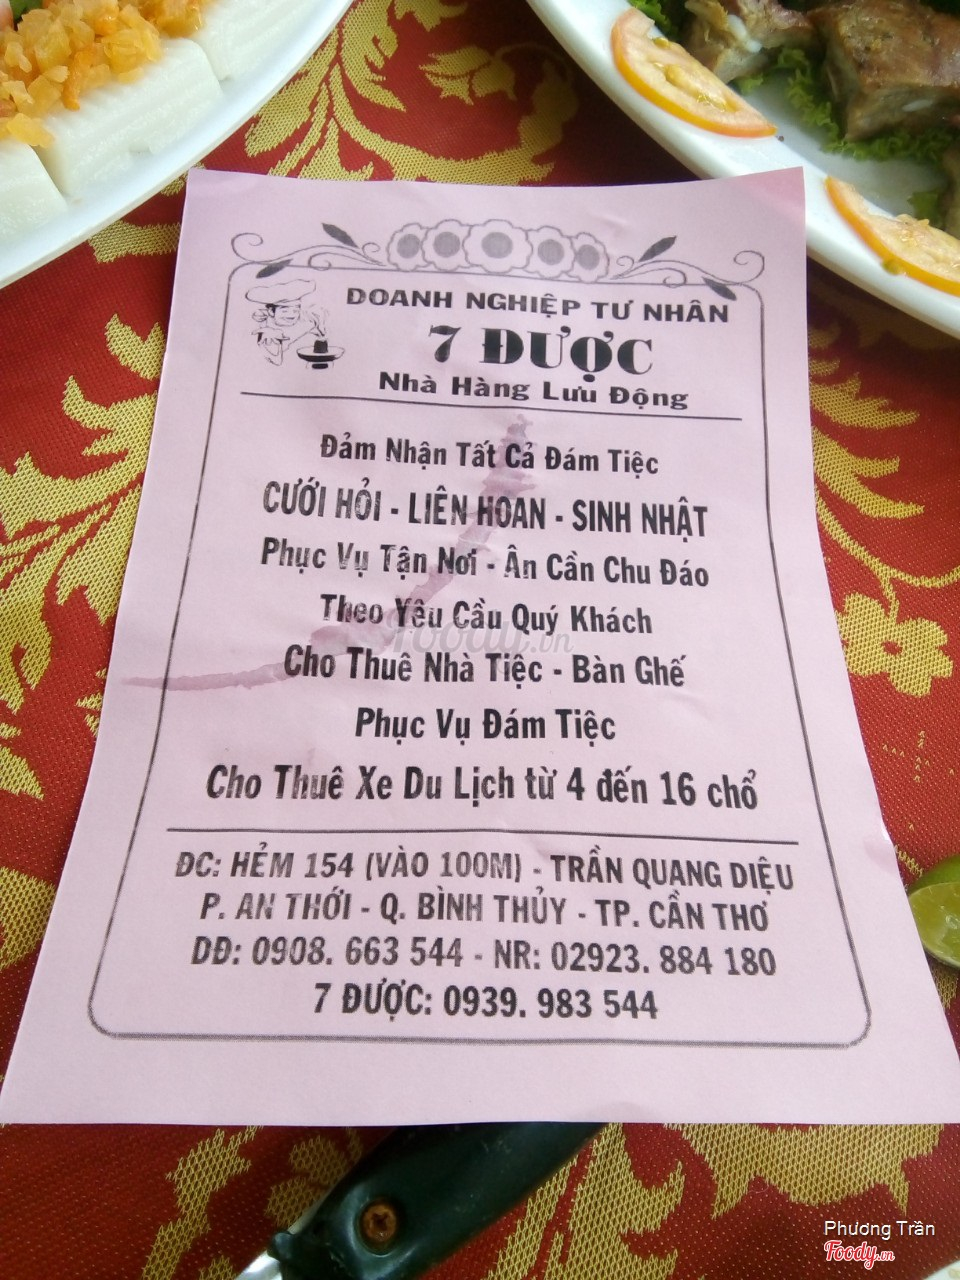 DOANH NGHIỆP TƯ NHÂN
7 ĐƯỢC
Nhà Hàng Lưu Động
Đảm Nhận Tất Cả Đám Tiệc
CƯỚI HỎI - LIÊN HOAN - SINH NHẬT
Phục Vụ Tận Nơi - Ân Cần Chu Đáo
Theo Yêu Cầu Quý Khách
Cho Thuê Nhà Tiệc - Bàn Ghế
Phục Vụ Đám Tiệc
Cho Thuê Xe Du Lịch từ 4 đến 16 chổ
ĐC: HẺM 154 (VÀO 100M) - TRẦN QUANG DIỆU
P. AN THỚI - Q. BÌNH THỦY - TP. CẦN THƠ
DĐ: 0908. 663 544 - NR: 02923. 884 180
7 ĐƯỢC: 0939. 983 544
Foody.vn
Phương Trần
Foody.vn